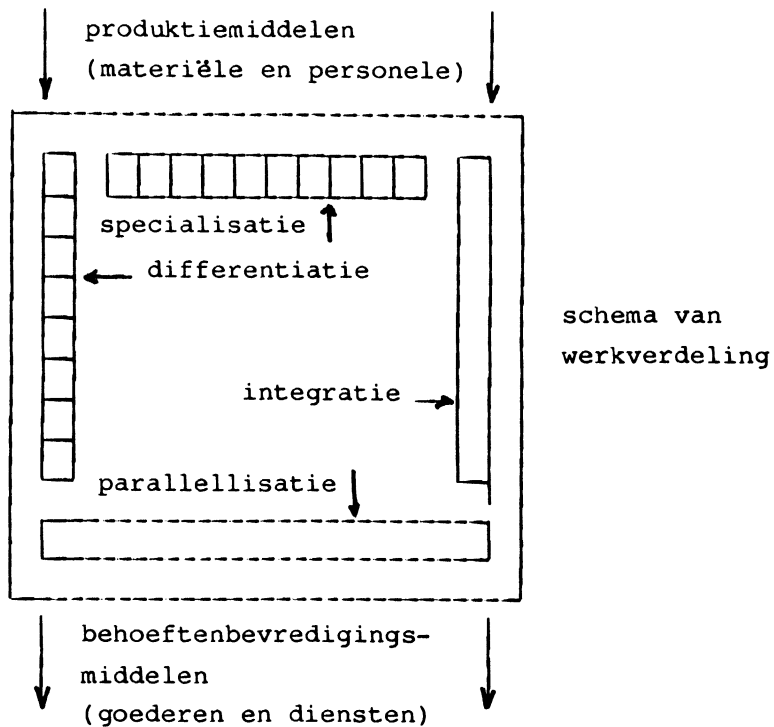 produktiemiddelen
(materiële en personele)
specialisatie
differentiatie
schema van
werkverdeling
integratie
parallellisatie
behoeftenbevredigings-
middelen
(goederen en diensten)